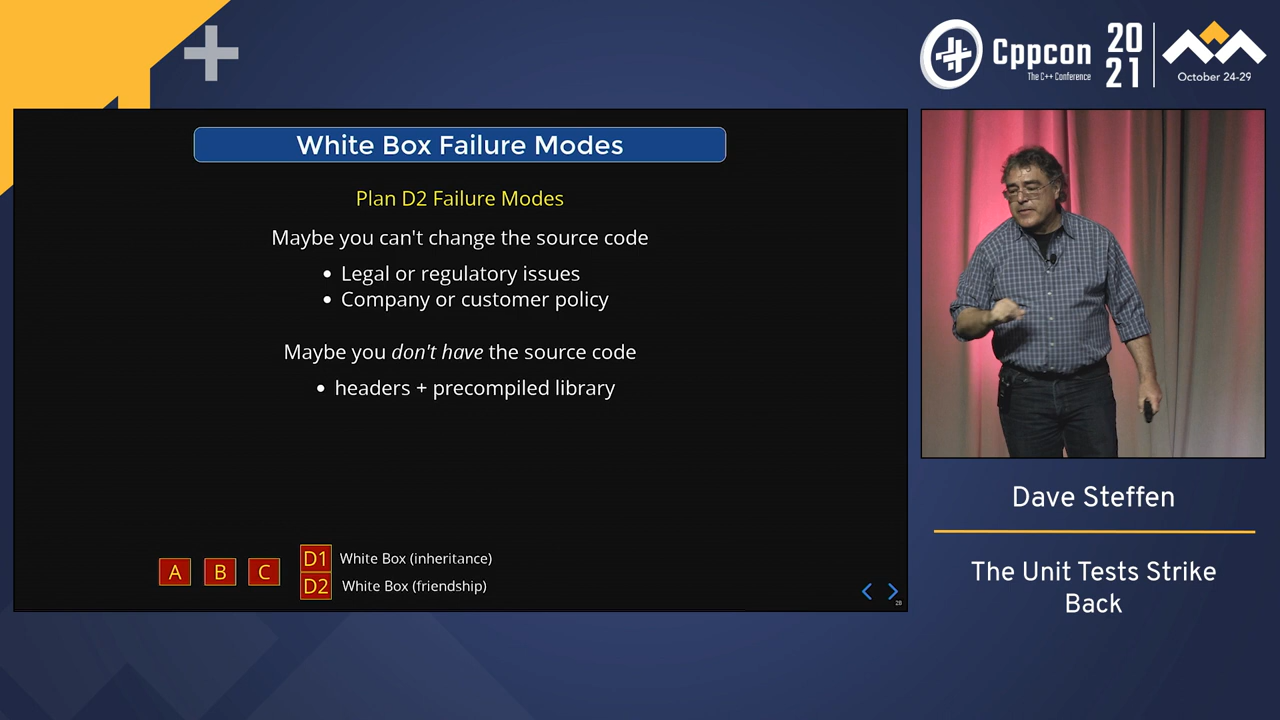 Cppcon
The C++ Conference
20
21
October 24-29
White Box Failure Modes
Plan D2 Failure Modes
Maybe you can't change the source code
• Legal or regulatory issues
• Company or customer policy
Maybe you don't have the source code
• headers + precompiled library
A B C
D1 White Box (inheritance)
D2 White Box (friendship)
28
Dave Steffen
The Unit Tests Strike
Back